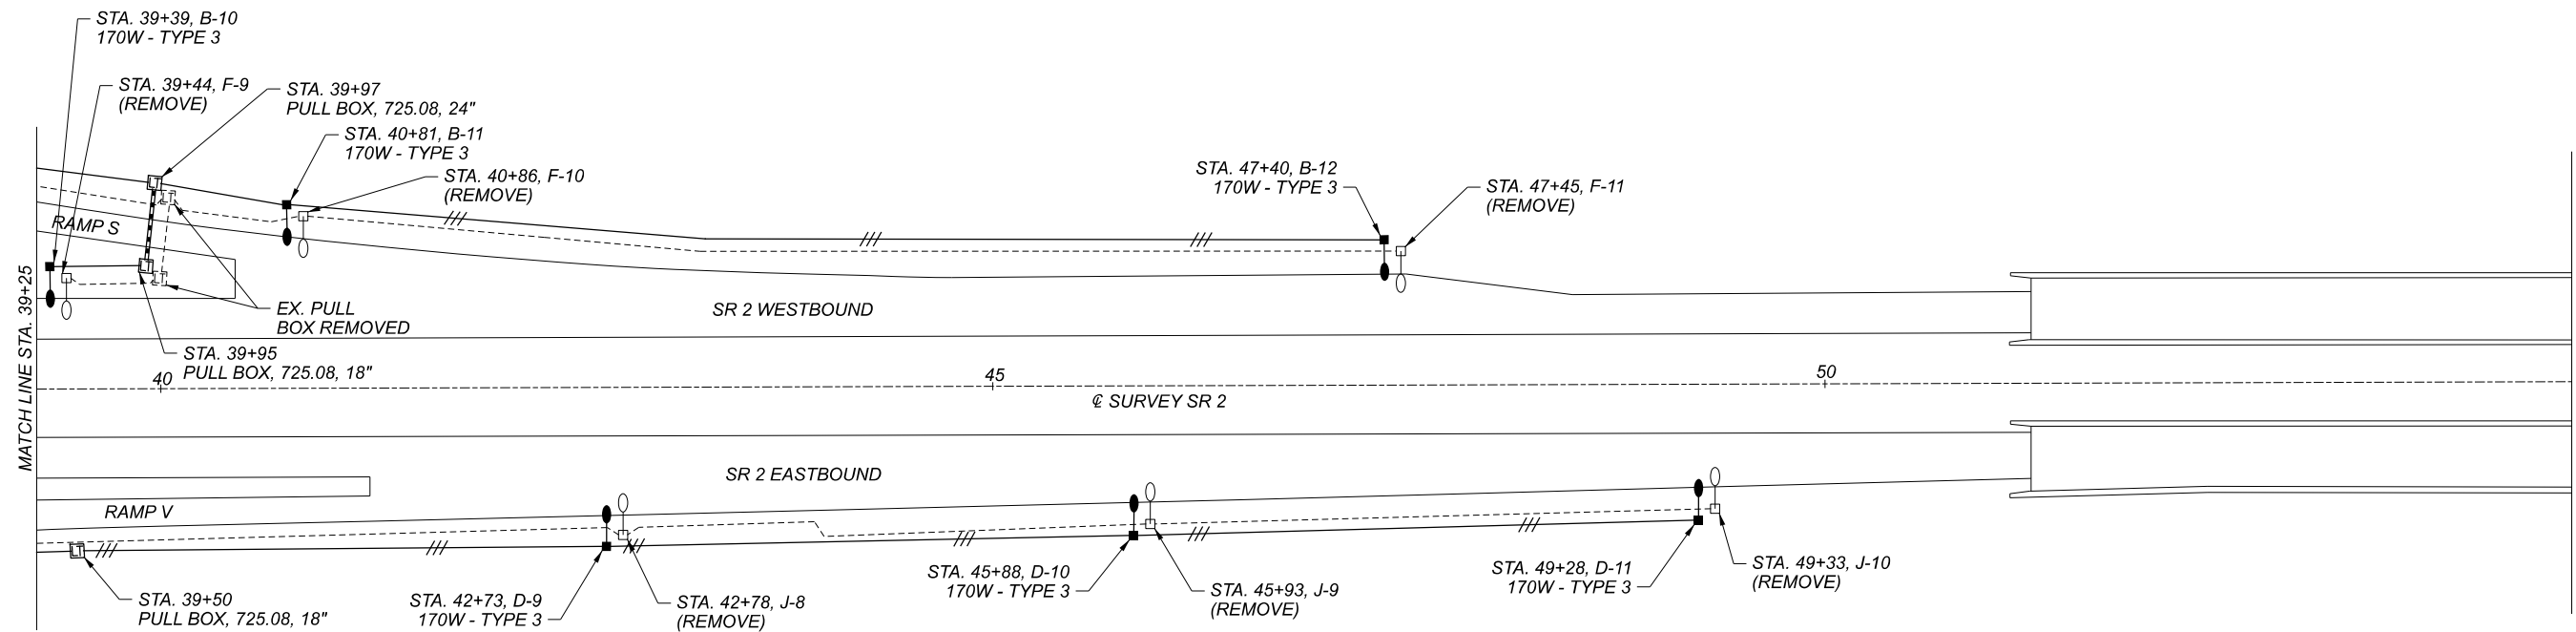 STA. 39+39, B-10
170W - TYPE 3
STA. 39+44, F-9
(REMOVE)
STA. 39+97
PULL BOX, 725.08, 24"
STA. 40+81, B-11
170W - TYPE 3
STA. 40+86, F-10
(REMOVE)
STA. 47+40, B-12
170W - TYPE 3
STA. 47+45, F-11
(REMOVE)
RAMP S
EX. PULL
BOX REMOVED
SR 2 WESTBOUND
MATCH LINE STA. 39+25
STA. 39+95
PULL BOX, 725.08, 18"
40
45
50
℄ SURVEY SR 2
SR 2 EASTBOUND
RAMP V
STA. 39+50
PULL BOX, 725.08, 18"
STA. 42+73, D-9
170W - TYPE 3
STA. 42+78, J-8
(REMOVE)
STA. 45+88, D-10
170W - TYPE 3
STA. 45+93, J-9
(REMOVE)
STA. 49+28, D-11
170W - TYPE 3
STA. 49+33, J-10
(REMOVE)